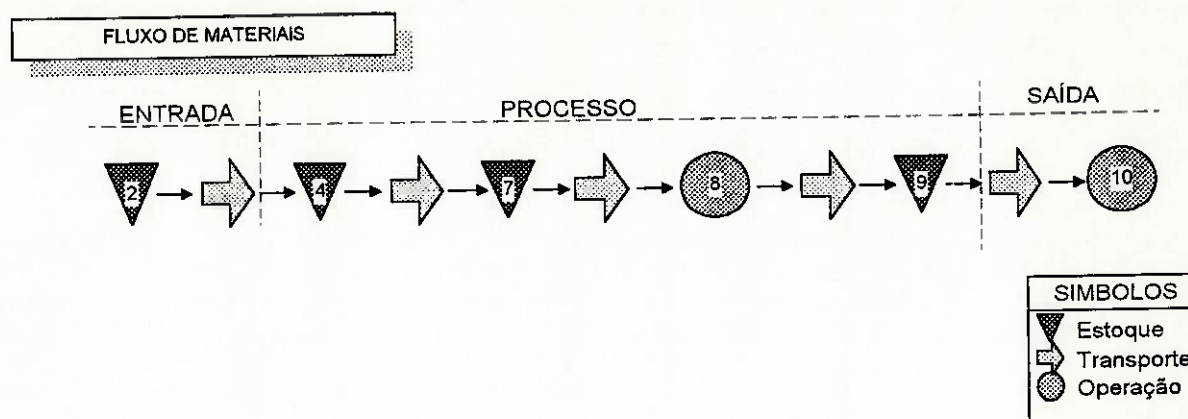 FLUXO DE MATERIAIS
ENTRADA PROCESSO SAÍDA
2 4 7 8 9 10
SIMBOLOS
Estoque
Transporte
Operação